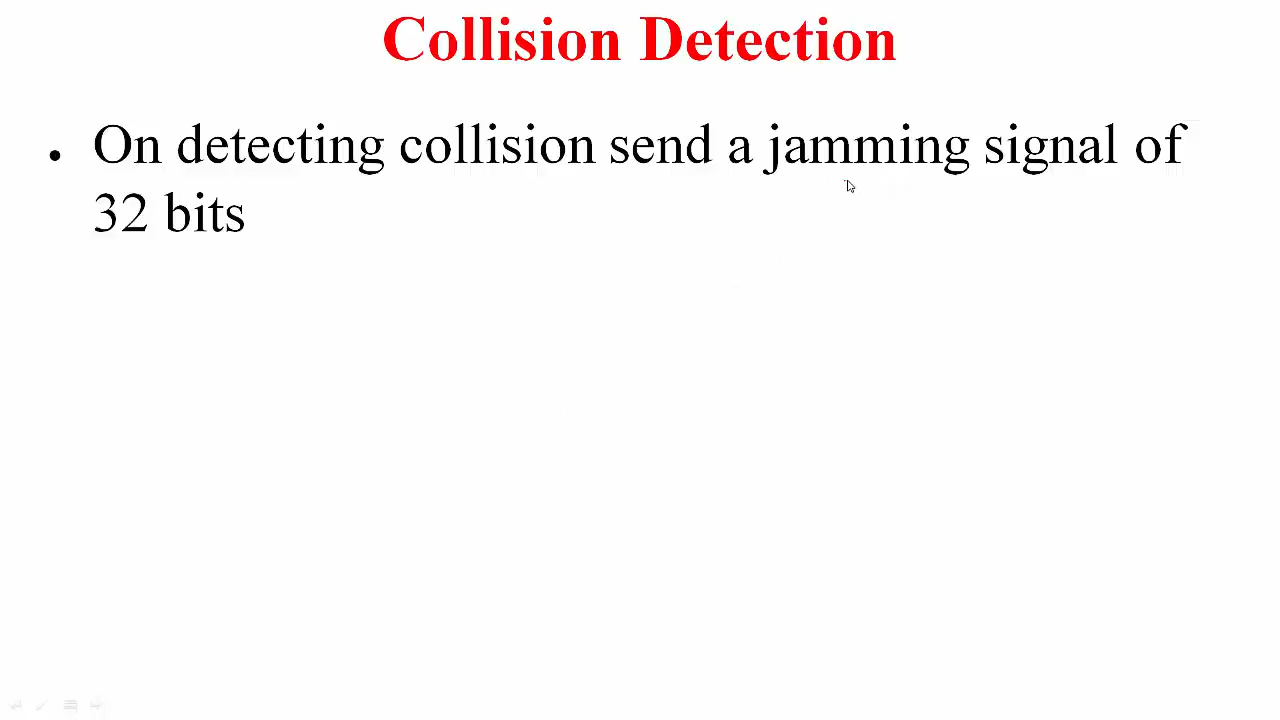 Collision Detection
• On detecting collision send a jamming signal of
32 bits